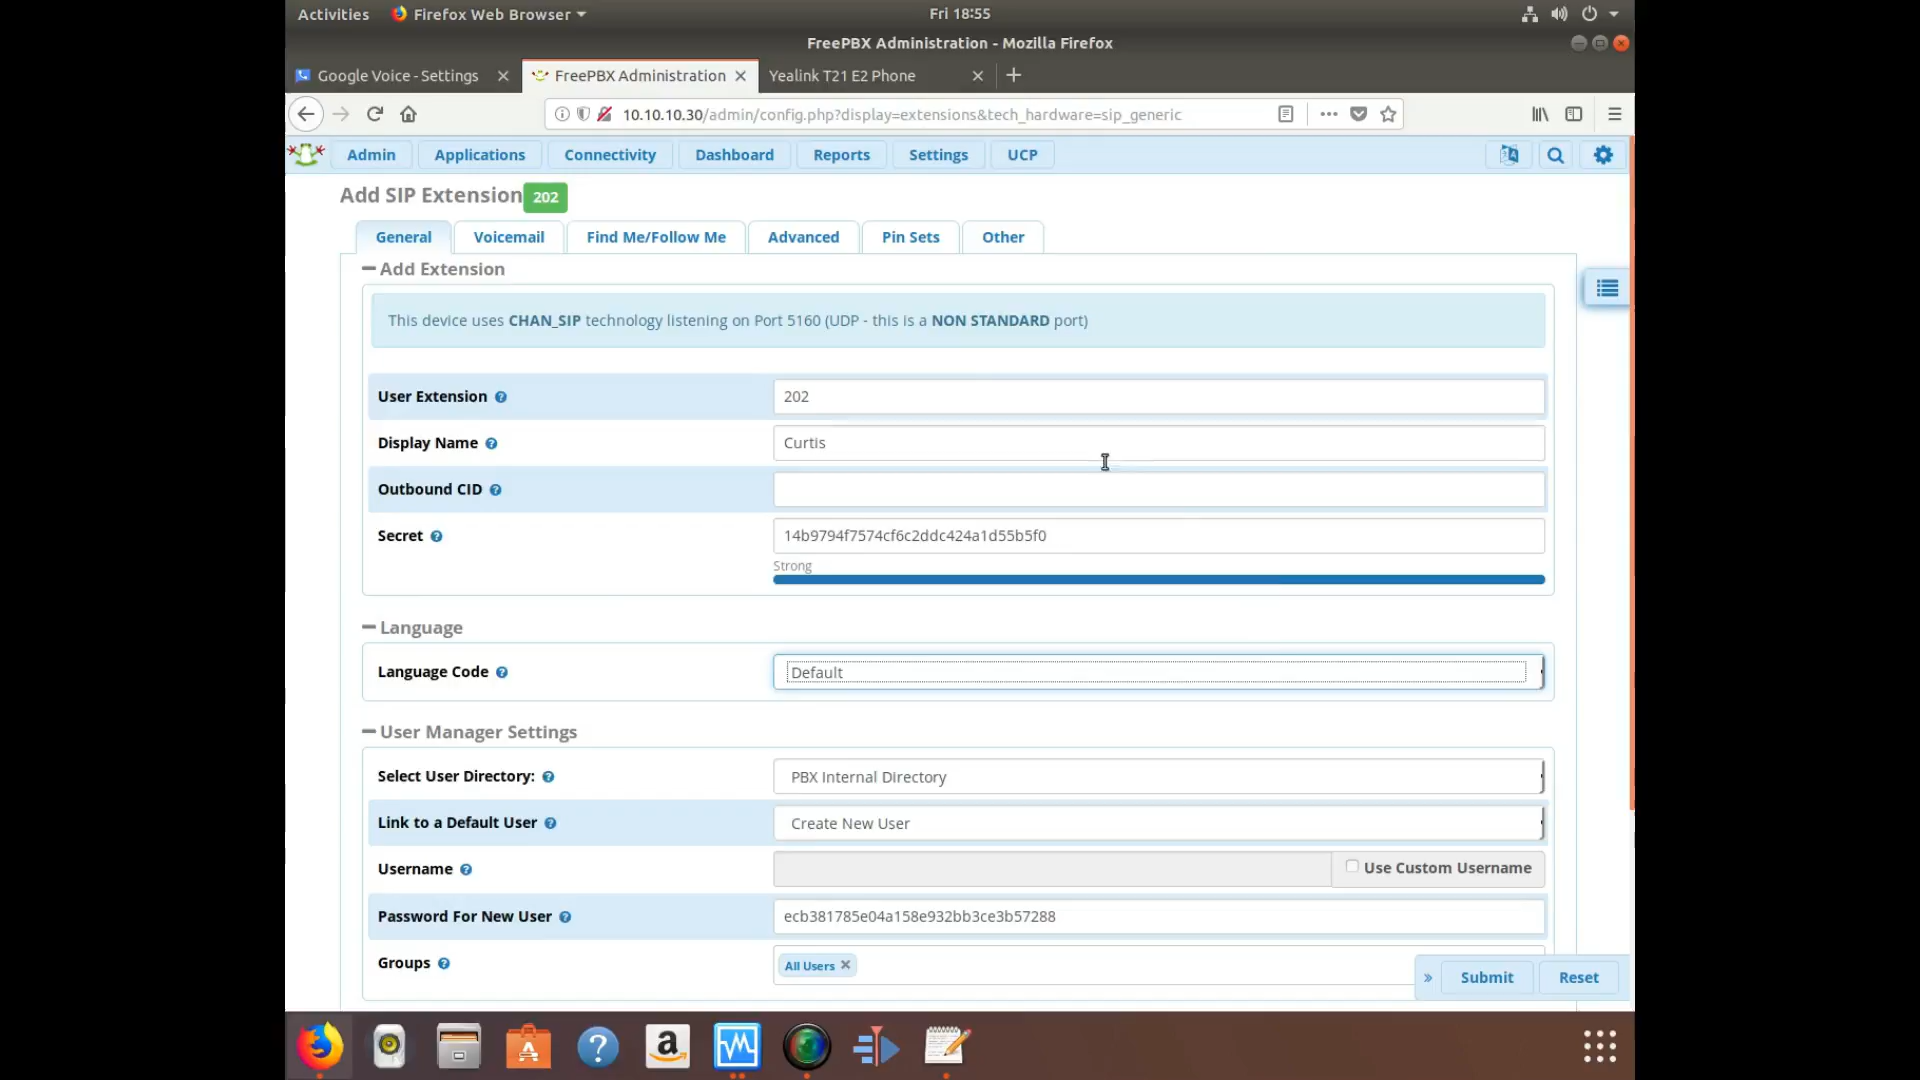 Activities Firefox Web Browser Fri 18:55
FreePBX Administration - Mozilla Firefox
Google Voice - Settings FreePBX Administration Yealink T21 E2 Phone
10.10.10.30/admin/config.php?display=extensions&tech_hardware=sip_generic
Admin Applications Connectivity Dashboard Reports Settings UCP
Add SIP Extension 202
General Voicemail Find Me/Follow Me Advanced Pin Sets Other
Add Extension
This device uses CHAN_SIP technology listening on Port 5160 (UDP - this is a NON STANDARD port)
User Extension 202
Display Name Curtis
Outbound CID
Secret 14b9794f7574cf6c2ddc424a1d55b5f0
Strong
Language
Language Code Default
User Manager Settings
Select User Directory: PBX Internal Directory
Link to a Default User Create New User
Username Use Custom Username
Password For New User ecb381785e04a158e932bb3ce3b57288
Groups All Users
» Submit Reset